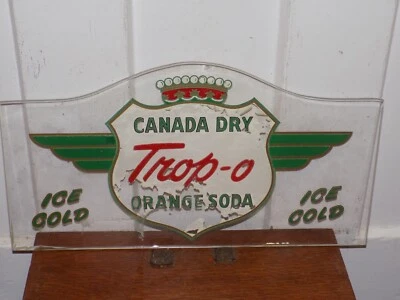 CANADA DRY
Trop-o
ORANGE SODA
ICE
COLD
ICE
COLD